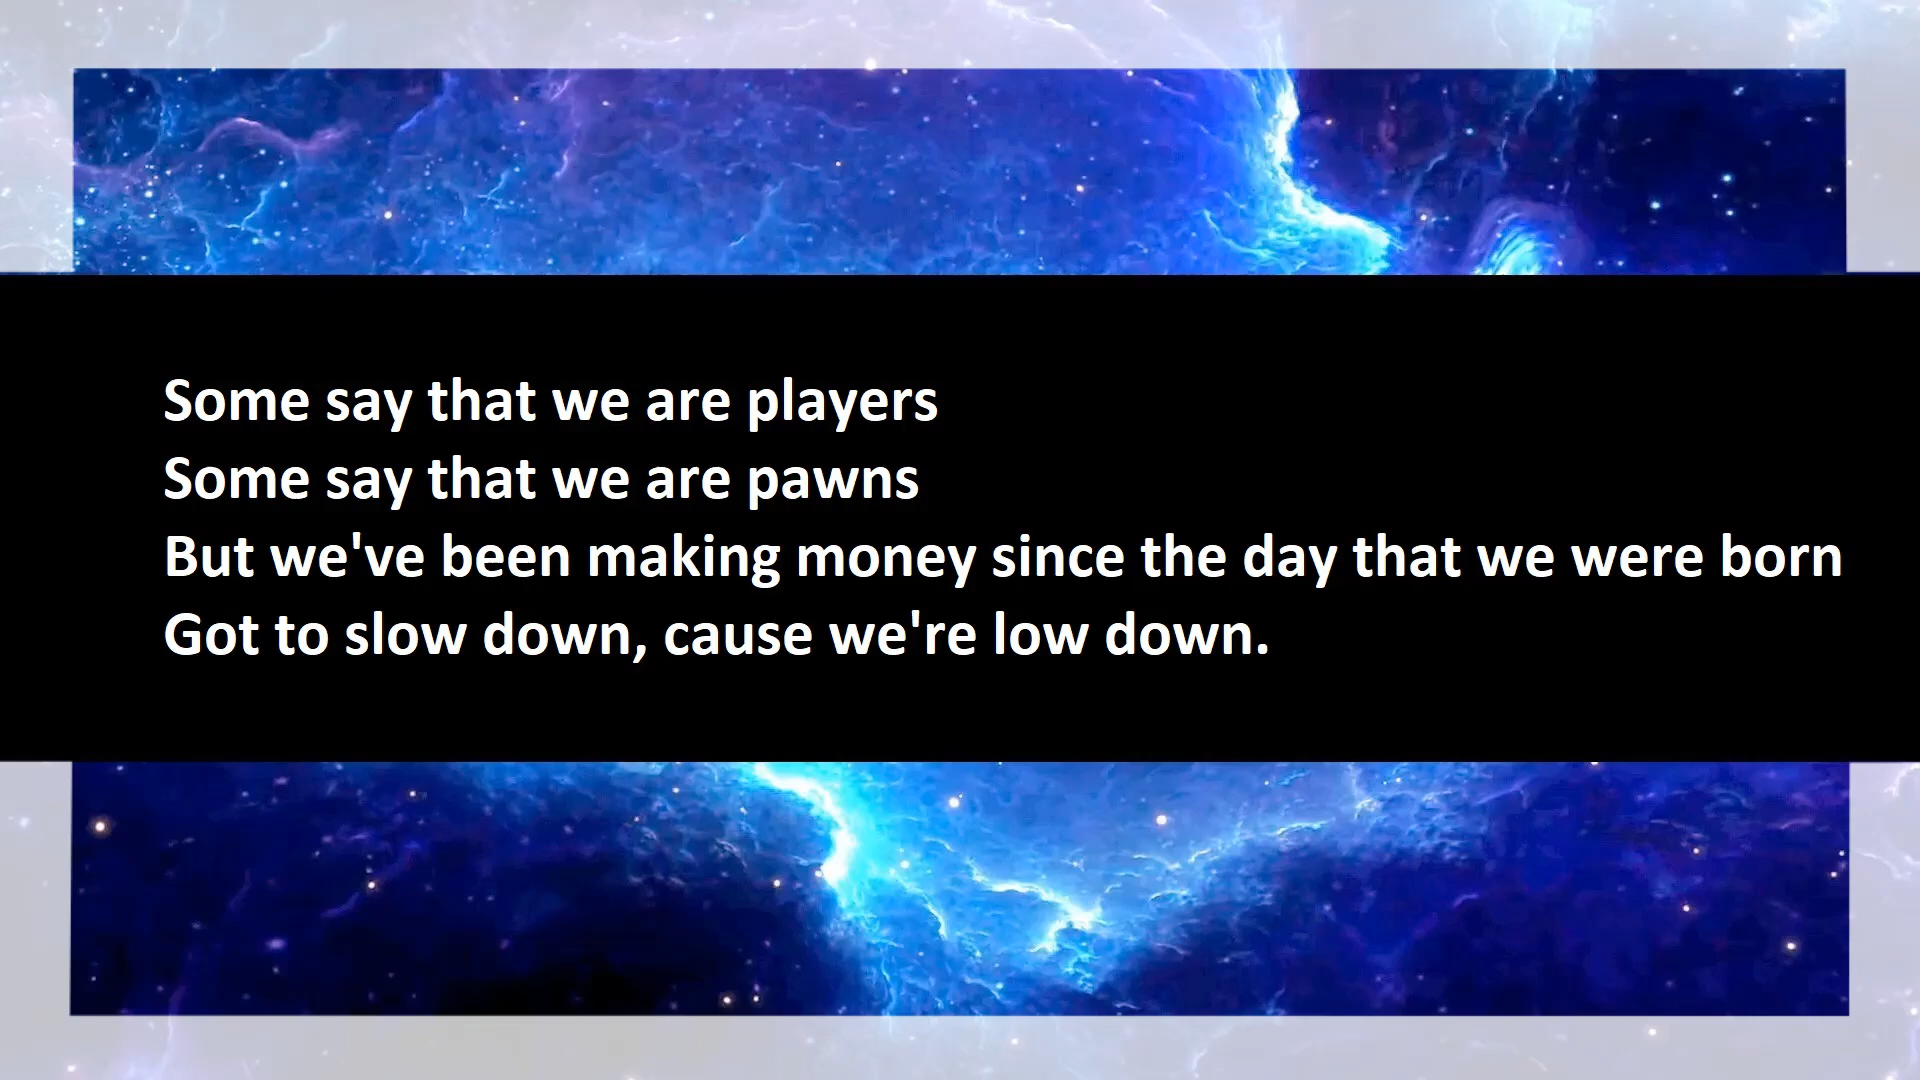 Some say that we are players
Some say that we are pawns
But we've been making money since the day that we were born
Got to slow down, cause we're low down.